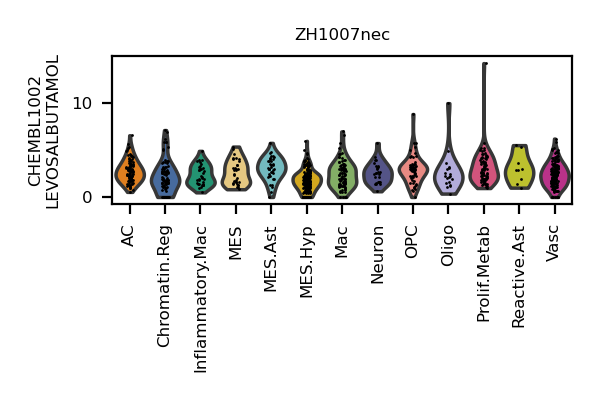 ZH1007nec
CHEMBL1002
LEVOSALBUTAMOL
10
0
AC
Chromatin.Reg
Inflammatory.Mac
MES
MES.Ast
MES.Hyp
Mac
Neuron
OPC
Oligo
Prolif.Metab
Reactive.Ast
Vasc